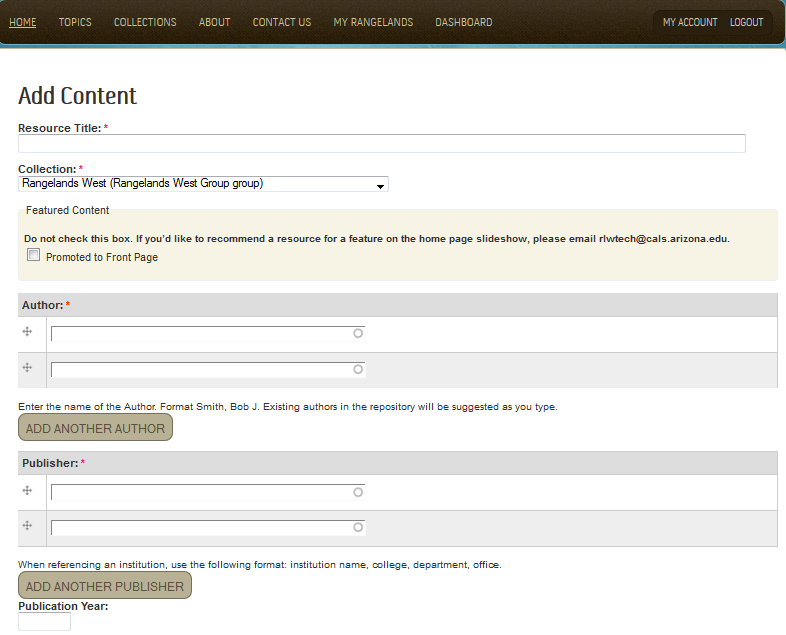 HOME TOPICS COLLECTIONS ABOUT CONTACT US MY RANGELANDS DASHBOARD MY ACCOUNT LOGOUT
Add Content
Resource Title: *
Collection: *
Rangelands West (Rangelands West Group group)
Featured Content
Do not check this box. If you'd like to recommend a resource for a feature on the home page slideshow, please email rlwtech@cals.arizona.edu.
Promoted to Front Page
Author: *
Enter the name of the Author. Format Smith, Bob J. Existing authors in the repository will be suggested as you type.
ADD ANOTHER AUTHOR
Publisher: *
When referencing an institution, use the following format: institution name, college, department, office.
ADD ANOTHER PUBLISHER
Publication Year: